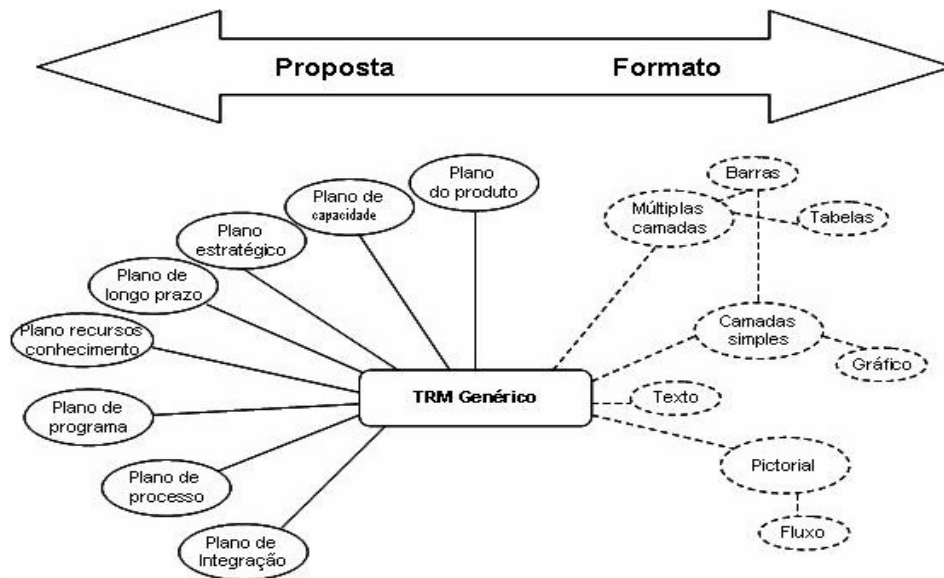 Proposta
Formato
Plano
do produto
Plano de
capacidade
Plano
estratégico
Plano de
longo prazo
Plano recursos
conhecimento
Plano de
programa
Plano de
processo
Plano de
Integração
TRM Genérico
Barras
Múltiplas
camadas
Tabelas
Camadas
simples
Gráfico
Texto
Pictorial
Fluxo